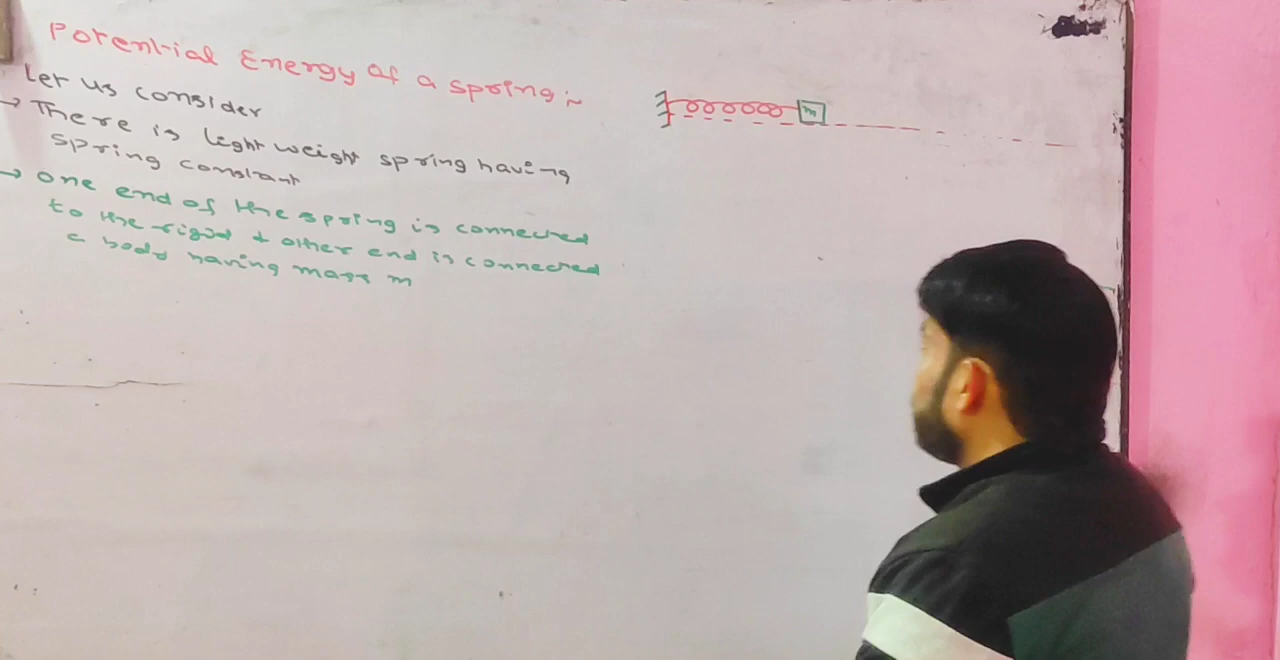 Potential Energy of a spring :~
Let us consider
→ There is light weight spring having
spring constant
→ one end of the spring is connected
to the rigid + other end is connected
a body having mass m
m